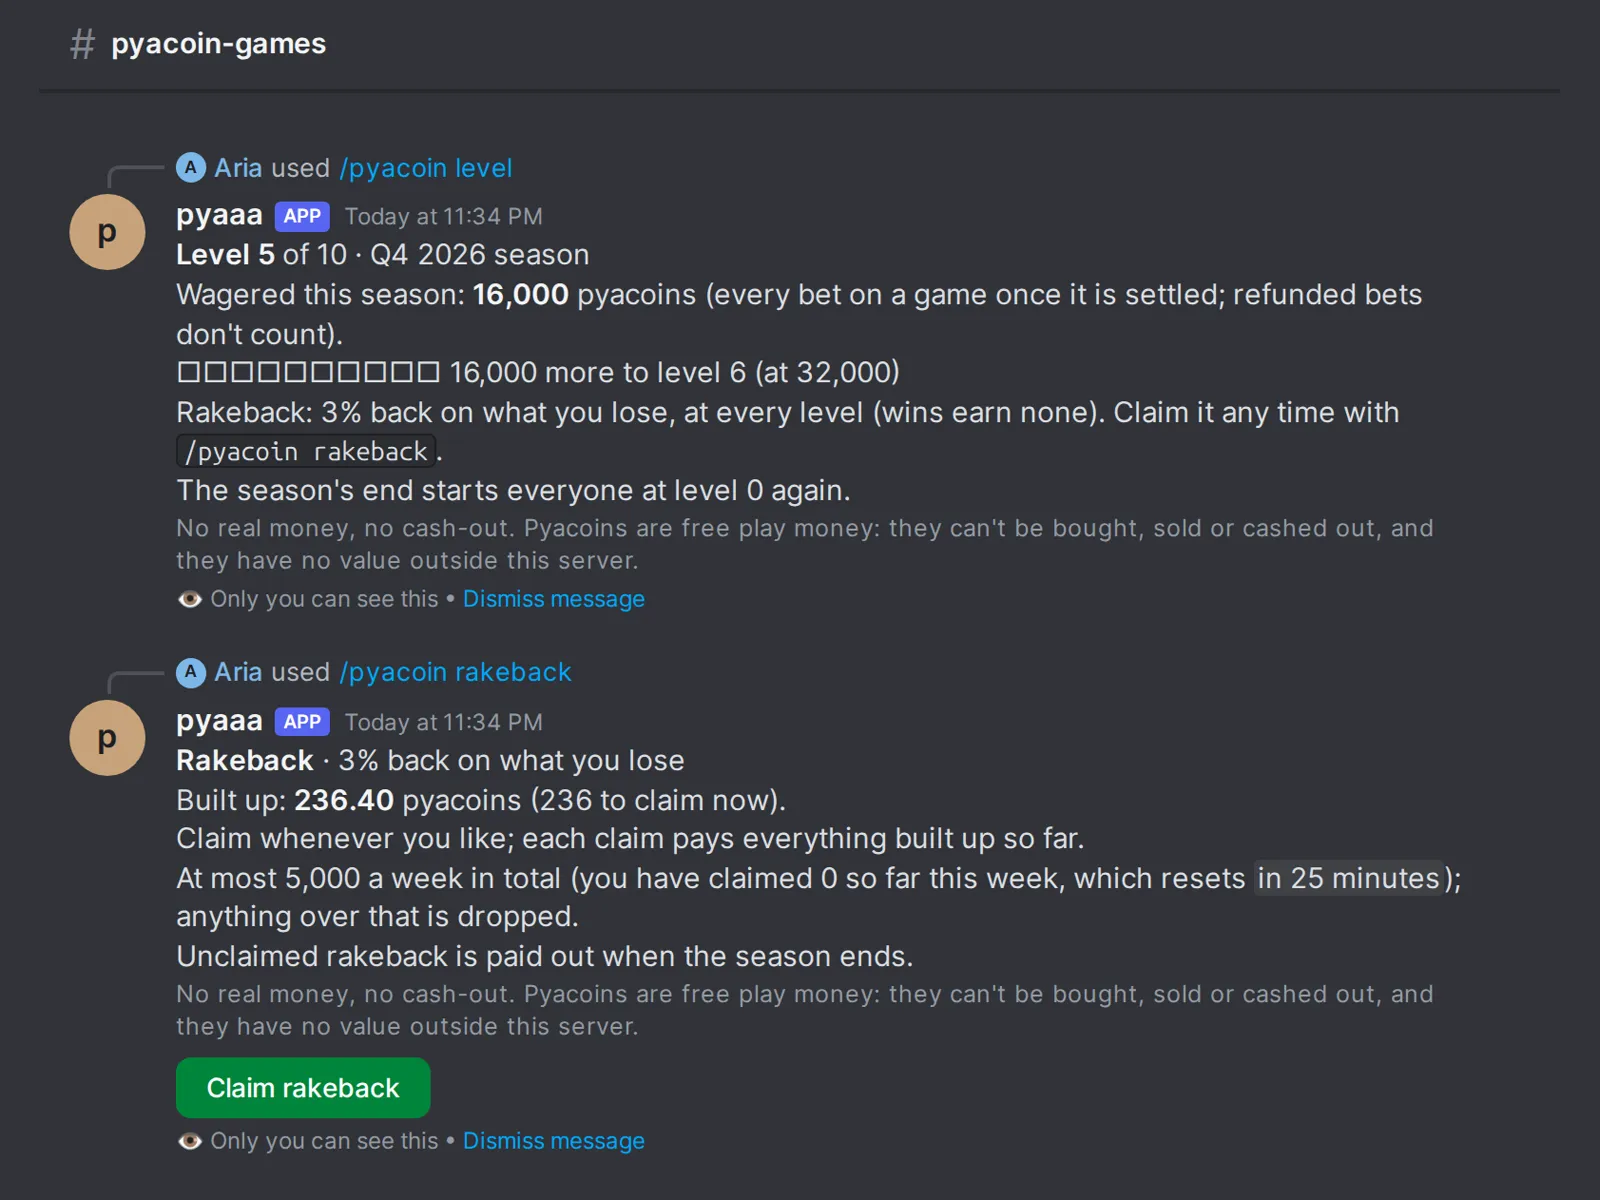 # pyacoin-games
A Aria used /pyacoin level
p
pyaaa APP Today at 11:34 PM
Level 5 of 10 · Q4 2026 season
Wagered this season: 16,000 pyacoins (every bet on a game once it is settled; refunded bets
don't count).
□□□□□□□□□□ 16,000 more to level 6 (at 32,000)
Rakeback: 3% back on what you lose, at every level (wins earn none). Claim it any time with
/pyacoin rakeback.
The season's end starts everyone at level 0 again.
No real money, no cash-out. Pyacoins are free play money: they can't be bought, sold or cashed out, and
they have no value outside this server.
Only you can see this • Dismiss message
A Aria used /pyacoin rakeback
p
pyaaa APP Today at 11:34 PM
Rakeback · 3% back on what you lose
Built up: 236.40 pyacoins (236 to claim now).
Claim whenever you like; each claim pays everything built up so far.
At most 5,000 a week in total (you have claimed 0 so far this week, which resets in 25 minutes);
anything over that is dropped.
Unclaimed rakeback is paid out when the season ends.
No real money, no cash-out. Pyacoins are free play money: they can't be bought, sold or cashed out, and
they have no value outside this server.
Claim rakeback
Only you can see this • Dismiss message